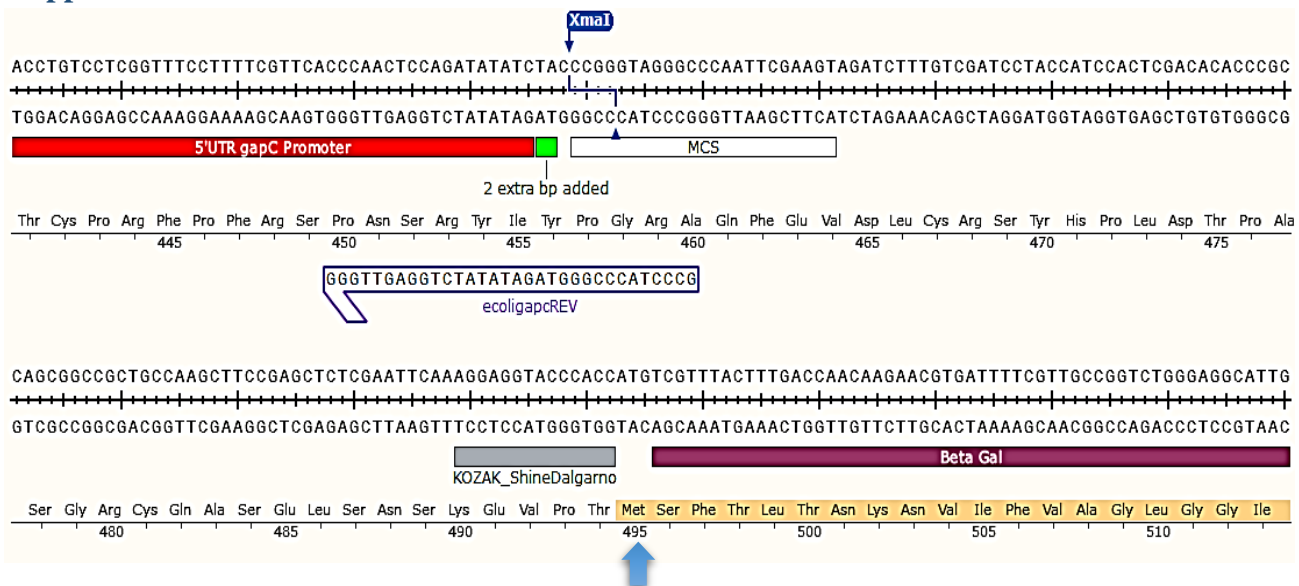 XmaI
ACCTGTCCTCGGTTTCCTTTTCGTTCACCCAACTCCAGATATATCTACCCGGGTAGGGCCCAATTCGAAGTAGATCTTTGTCGATCCTACCATCCACTCGACACACCCGC
TGGACAGGAGCCAAAGGAAAAGCAAGTGGGTTGAGGTCTATATAGATGGGCCCATCCCGGGTTAAGCTTCATCTAGAAACAGCTAGGATGGTAGGTGAGCTGTGTGGGCG
5'UTR gapC Promoter MCS
2 extra bp added
Thr Cys Pro Arg Phe Pro Phe Arg Ser Pro Asn Ser Arg Tyr Ile Tyr Pro Gly Arg Ala Gln Phe Glu Val Asp Leu Cys Arg Ser Tyr His Pro Leu Asp Thr Pro Ala
445 450 455 460 465 470 475
GGGTTGAGGTCTATATAGATGGGCCCATCCCG
ecoligapcREV
CAGCGGCCGCTGCCAAGCTTCCGAGCTCTCGAATTCAAAGGAGGTACCCACCATGTCGTTTACTTTGACCAACAAGAACGTGATTTTCGTTGCCGGTCTGGGAGGCATTG
GTCGCCGGCGACGGTTCGAAGGCTCGAGAGCTTAAGTTTCCTCCATGGGTGGTACAGCAAATGAAACTGGTTGTTCTTGCACTAAAAGCAACGGCCAGACCCTCCGTAAC
Beta Gal
KOZAK_ShineDalgarno
Ser Gly Arg Cys Gln Ala Ser Glu Leu Ser Asn Ser Lys Glu Val Pro Thr Met Ser Phe Thr Leu Thr Asn Lys Asn Val Ile Phe Val Ala Gly Leu Gly Gly Ile
480 485 490 495 500 505 510